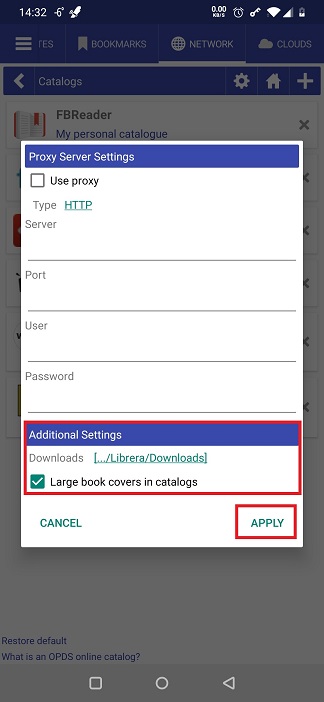 14:32 -6° 0.00 KB/S
TES BOOKMARKS NETWORK CLOUDS
Catalogs
FBReader
My personal catalogue
Proxy Server Settings
Use proxy
Type HTTP
Server
Port
User
Password
Additional Settings
Downloads [.../Librera/Downloads]
Large book covers in catalogs
CANCEL APPLY
Restore default
What is an OPDS online catalog?